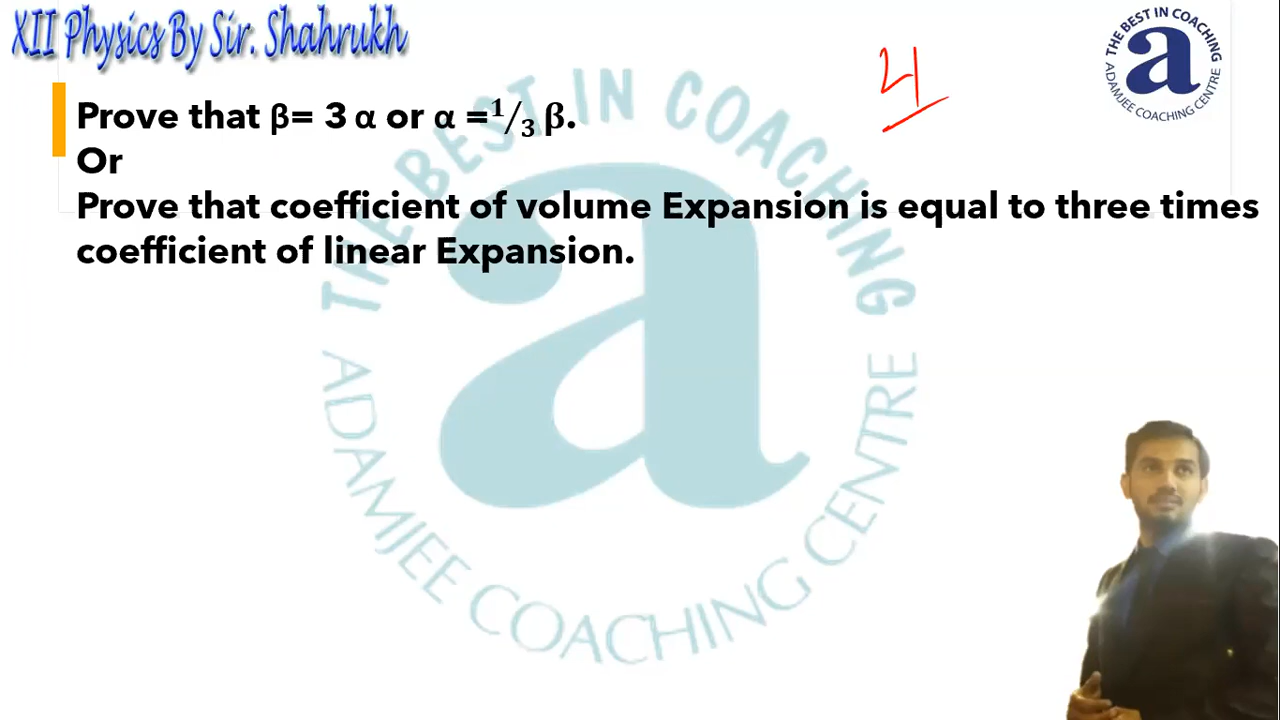 XII Physics By Sir. Shahrukh
4
THE BEST IN COACHING
a
ADAMJEE COACHING CENTRE
Prove that β= 3 α or α =¹/₃ β.
Or
Prove that coefficient of volume Expansion is equal to three times
coefficient of linear Expansion.
THE BEST IN COACHING
a
ADAMJEE COACHING CENTRE